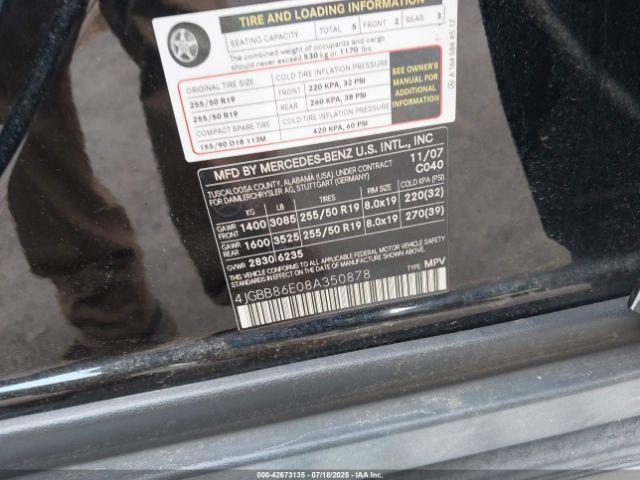 TIRE AND LOADING INFORMATION
SEATING CAPACITY TOTAL 5 FRONT 2 REAR 3
The combined weight of occupants and cargo
should never exceed 530 kg or 1170 lbs.
ORIGINAL TIRE SIZE COLD TIRE INFLATION PRESSURE
255/50 R19 FRONT 220 KPA, 32 PSI
255/50 R19 REAR 260 KPA, 38 PSI
COMPACT SPARE TIRE COLD TIRE INFLATION PRESSURE
155/90 D18 113M 420 KPA, 60 PSI
SEE OWNER'S
MANUAL FOR
ADDITIONAL
INFORMATION
A 164 584 45 17
MFD BY MERCEDES-BENZ U.S. INTL., INC
TUSCALOOSA COUNTY, ALABAMA (USA). UNDER CONTRACT 11/07
FOR DAIMLERCHRYSLER AG, STUTTGART (GERMANY) C040
KG LB TIRES RIM SIZE COLD KPA (PSI)
GAWR FRONT 1400 3085 255/50 R19 8.0x19 220(32)
GAWR REAR 1600 3525 255/50 R19 8.0x19 270(39)
GVWR 2830 6235
THIS VEHICLE CONFORMS TO ALL APPLICABLE FEDERAL MOTOR VEHICLE SAFETY
STANDARDS IN EFFECT ON THE DATE OF MANUFACTURE SHOWN ABOVE.
4JGBB86E08A350878 TYPE: MPV
000-42673135 07/18/2025 IAAI.COM